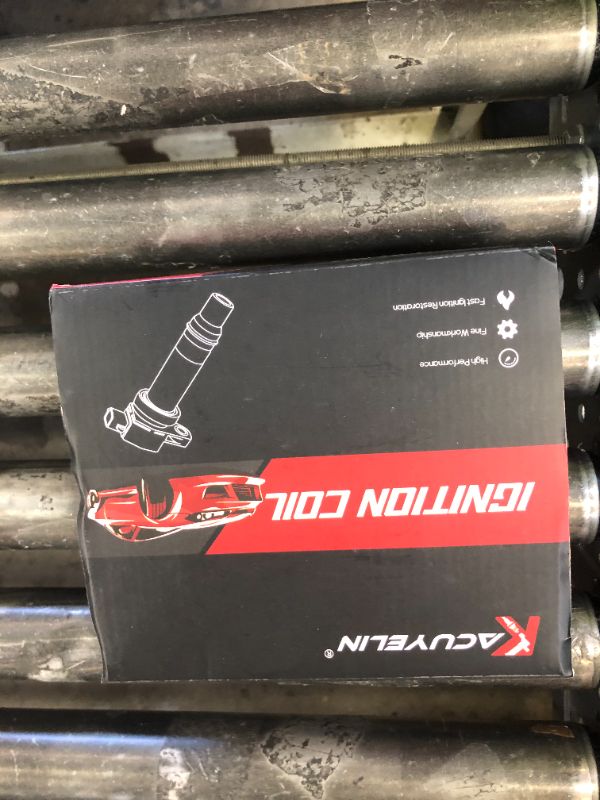 KACUYELIN®
IGNITION COIL
High Performance
Fine Workmanship
Fast Ignition Restoration